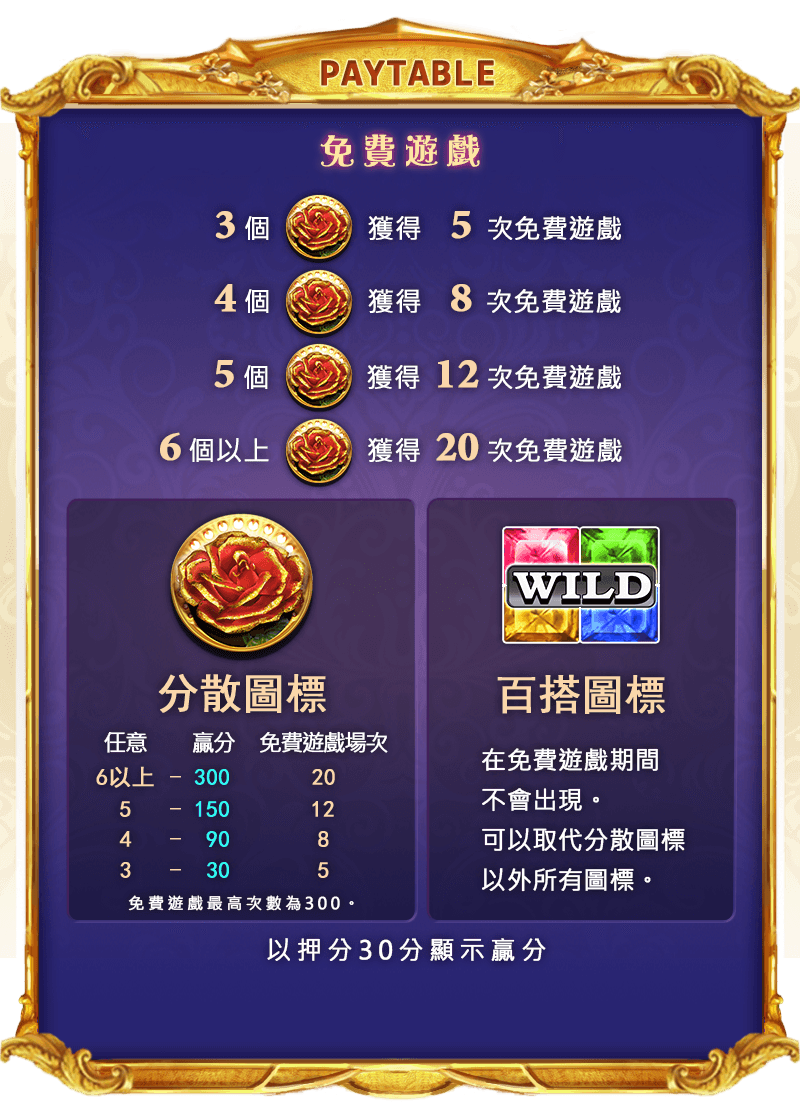 PAYTABLE
免費遊戲
3 個 獲得 5 次免費遊戲
4 個 獲得 8 次免費遊戲
5 個 獲得 12 次免費遊戲
6 個以上 獲得 20 次免費遊戲
分散圖標
任意 贏分 免費遊戲場次
6以上 - 300 20
5 - 150 12
4 - 90 8
3 - 30 5
免費遊戲最高次數為300。
WILD
百搭圖標
在免費遊戲期間
不會出現。
可以取代分散圖標
以外所有圖標。
以押分30分顯示贏分